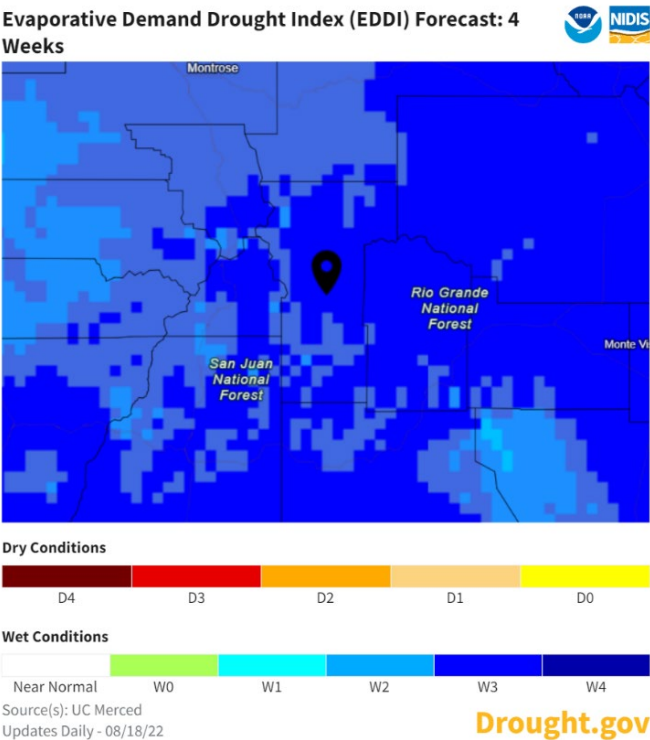 Evaporative Demand Drought Index (EDDI) Forecast: 4
Weeks
NOAA
NIDIS
Montrose
Rio Grande
National
Forest
Monte Vi
San Juan
National
Forest
Dry Conditions
D4 D3 D2 D1 D0
Wet Conditions
Near Normal W0 W1 W2 W3 W4
Source(s): UC Merced
Updates Daily - 08/18/22
Drought.gov